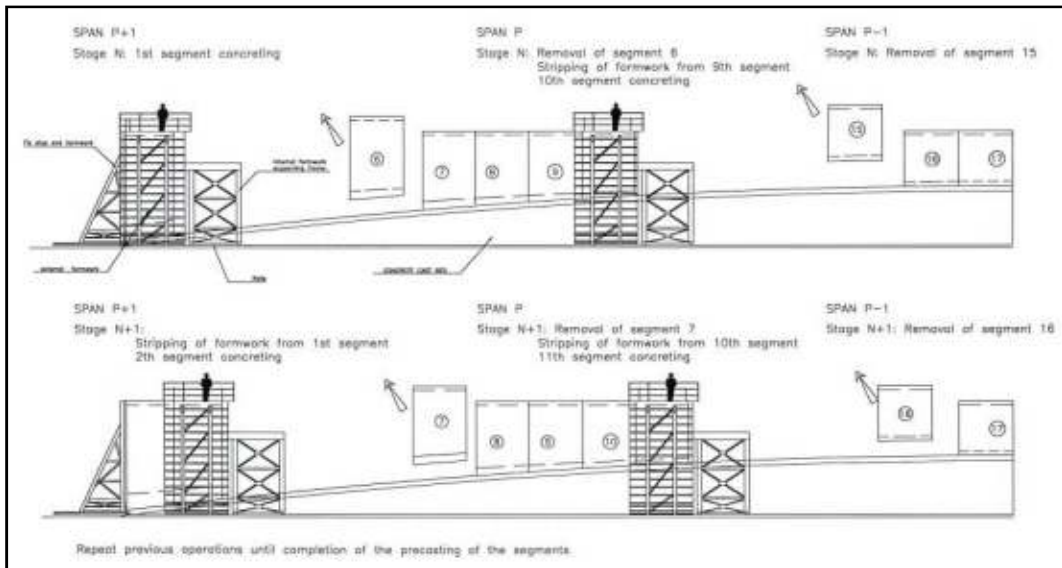 SPAN P+1
Stage N: 1st segment concreting
SPAN P
Stage N: Removal of segment 6
Stripping of formwork from 9th segment
10th segment concreting
SPAN P-1
Stage N: Removal of segment 15
internal formwork
supporting frame
6
7
8
9
15
16
17
external formwork
SPAN P+1
Stage N+1:
Stripping of formwork from 1st segment
2th segment concreting
SPAN P
Stage N+1: Removal of segment 7
Stripping of formwork from 10th segment
11th segment concreting
SPAN P-1
Stage N+1: Removal of segment 16
7
8
9
10
16
17
Repeat previous operations until completion of the precasting of the segments.